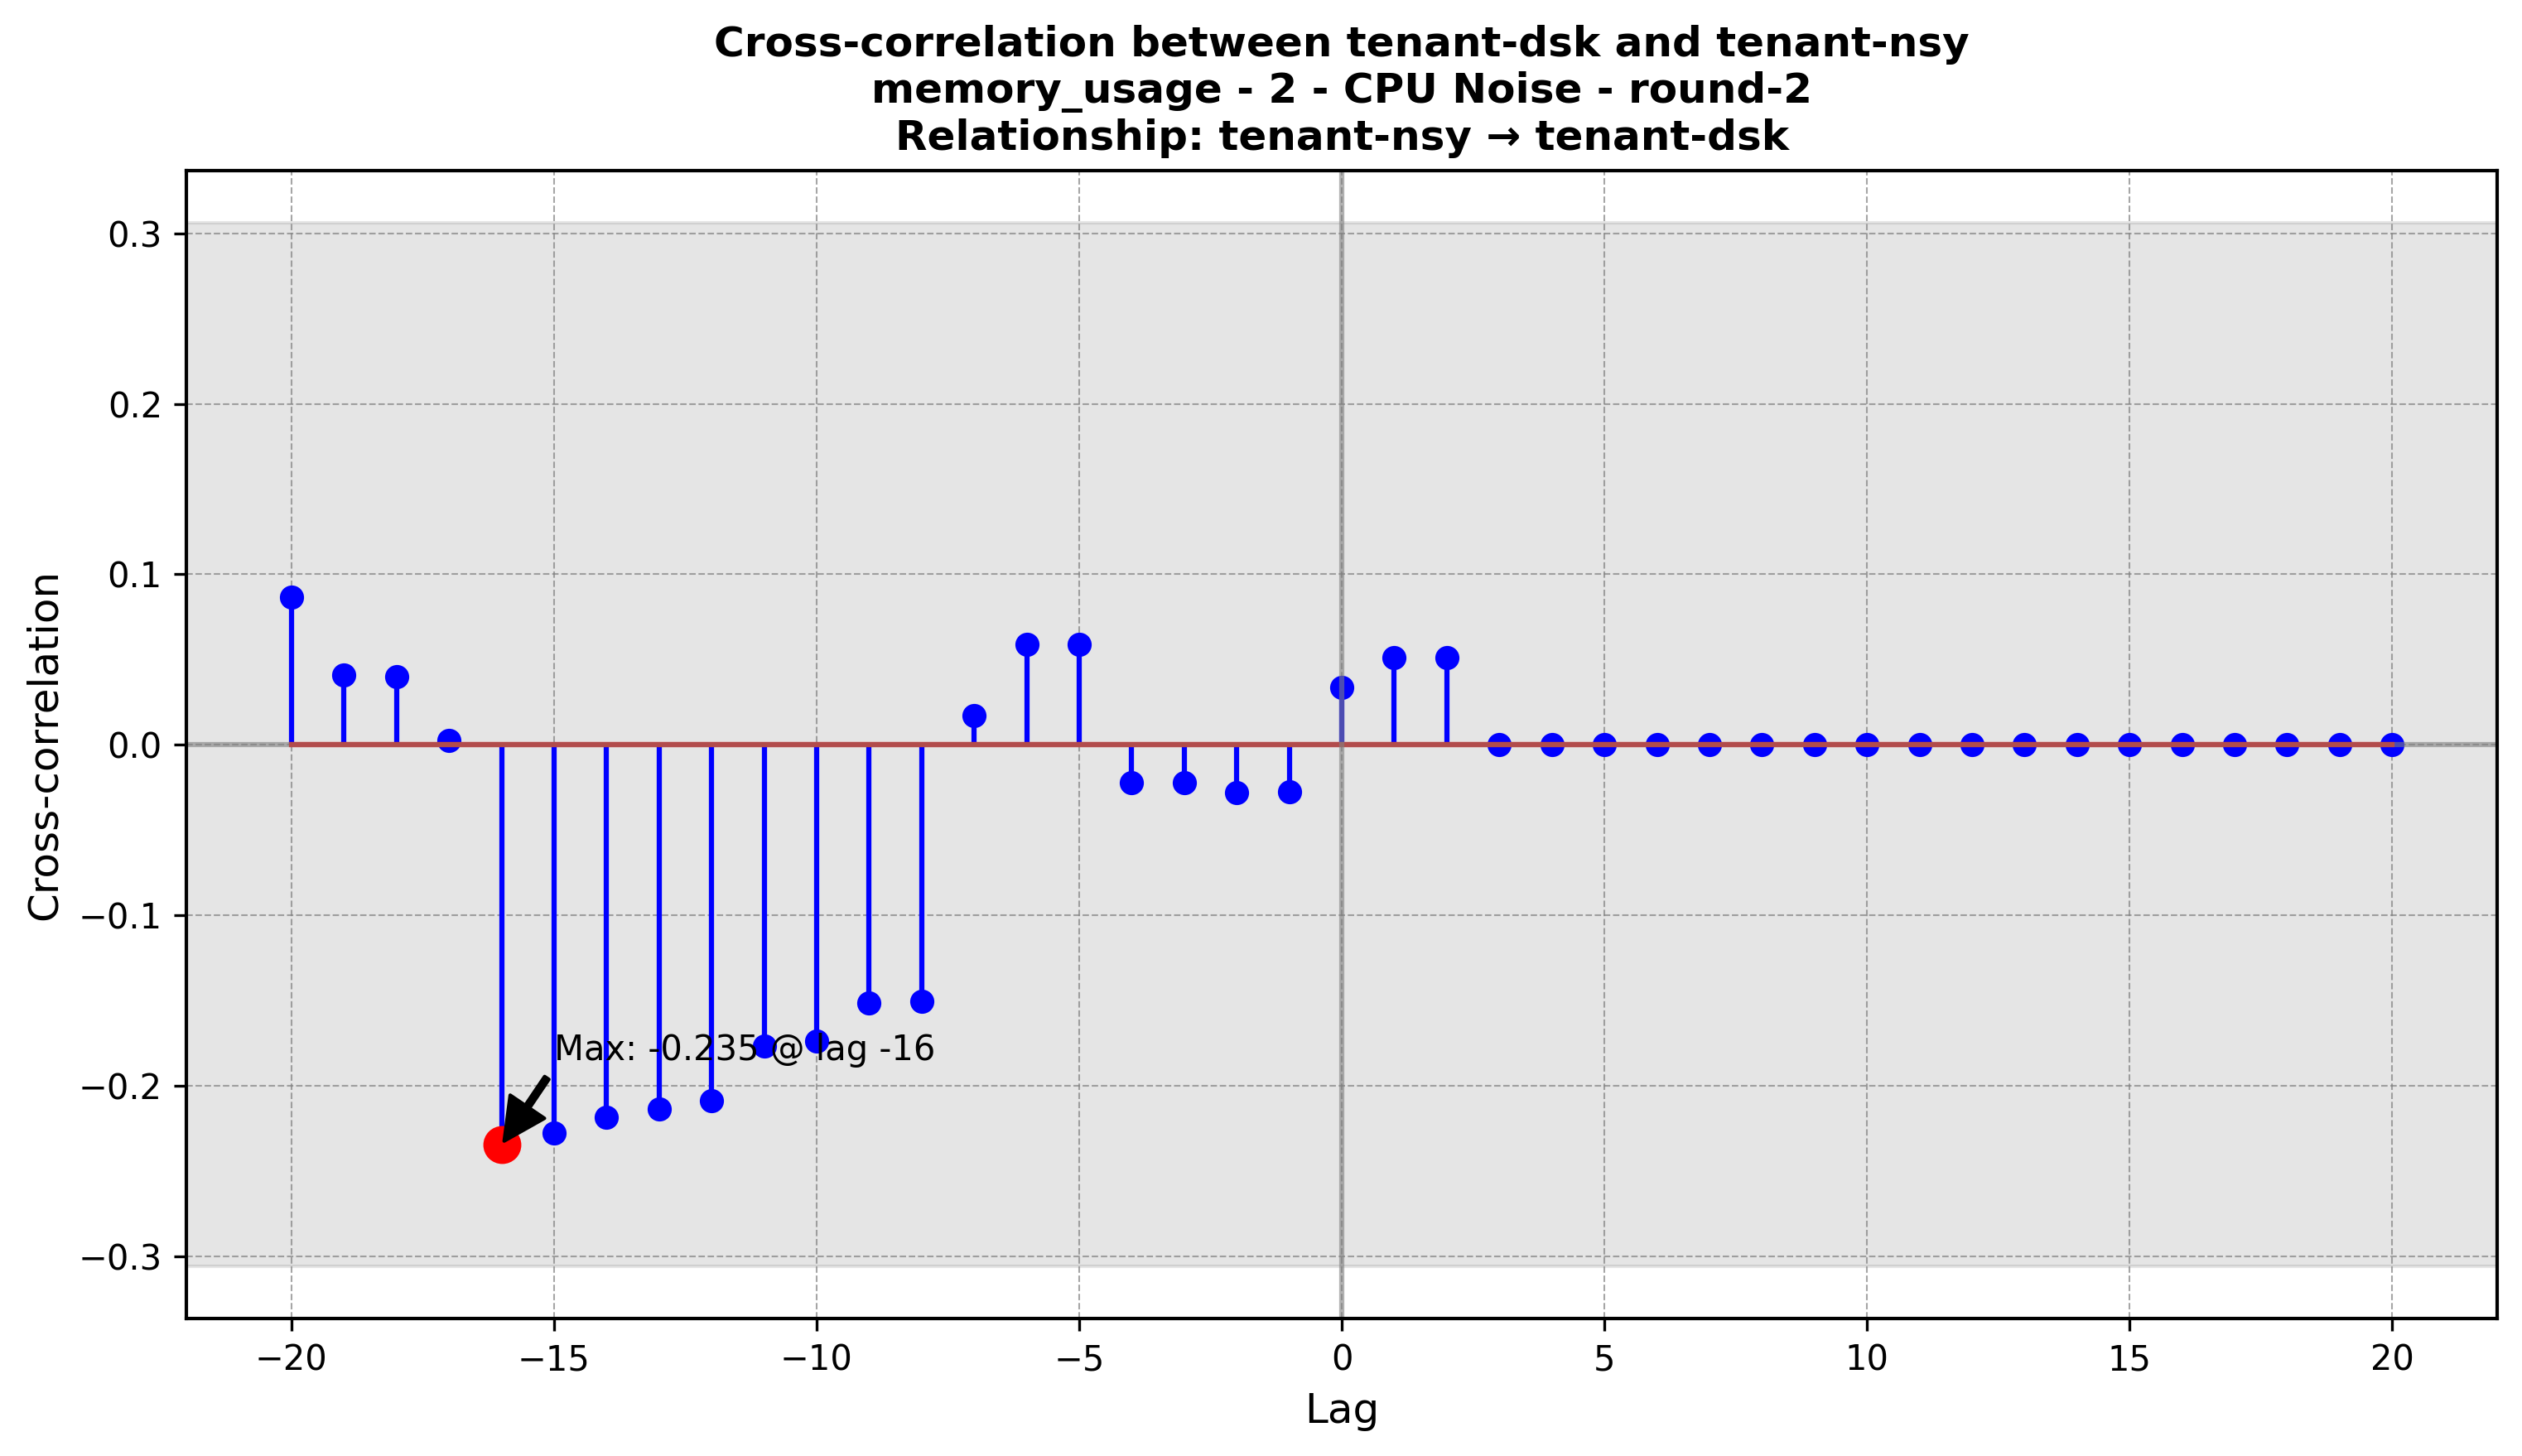 Cross-correlation between tenant-dsk and tenant-nsy
memory_usage - 2 - CPU Noise - round-2
Relationship: tenant-nsy → tenant-dsk
Cross-correlation
0.3
0.2
0.1
0.0
−0.1
−0.2
−0.3
Max: -0.235 @ lag -16
−20 −15 −10 −5 0 5 10 15 20
Lag